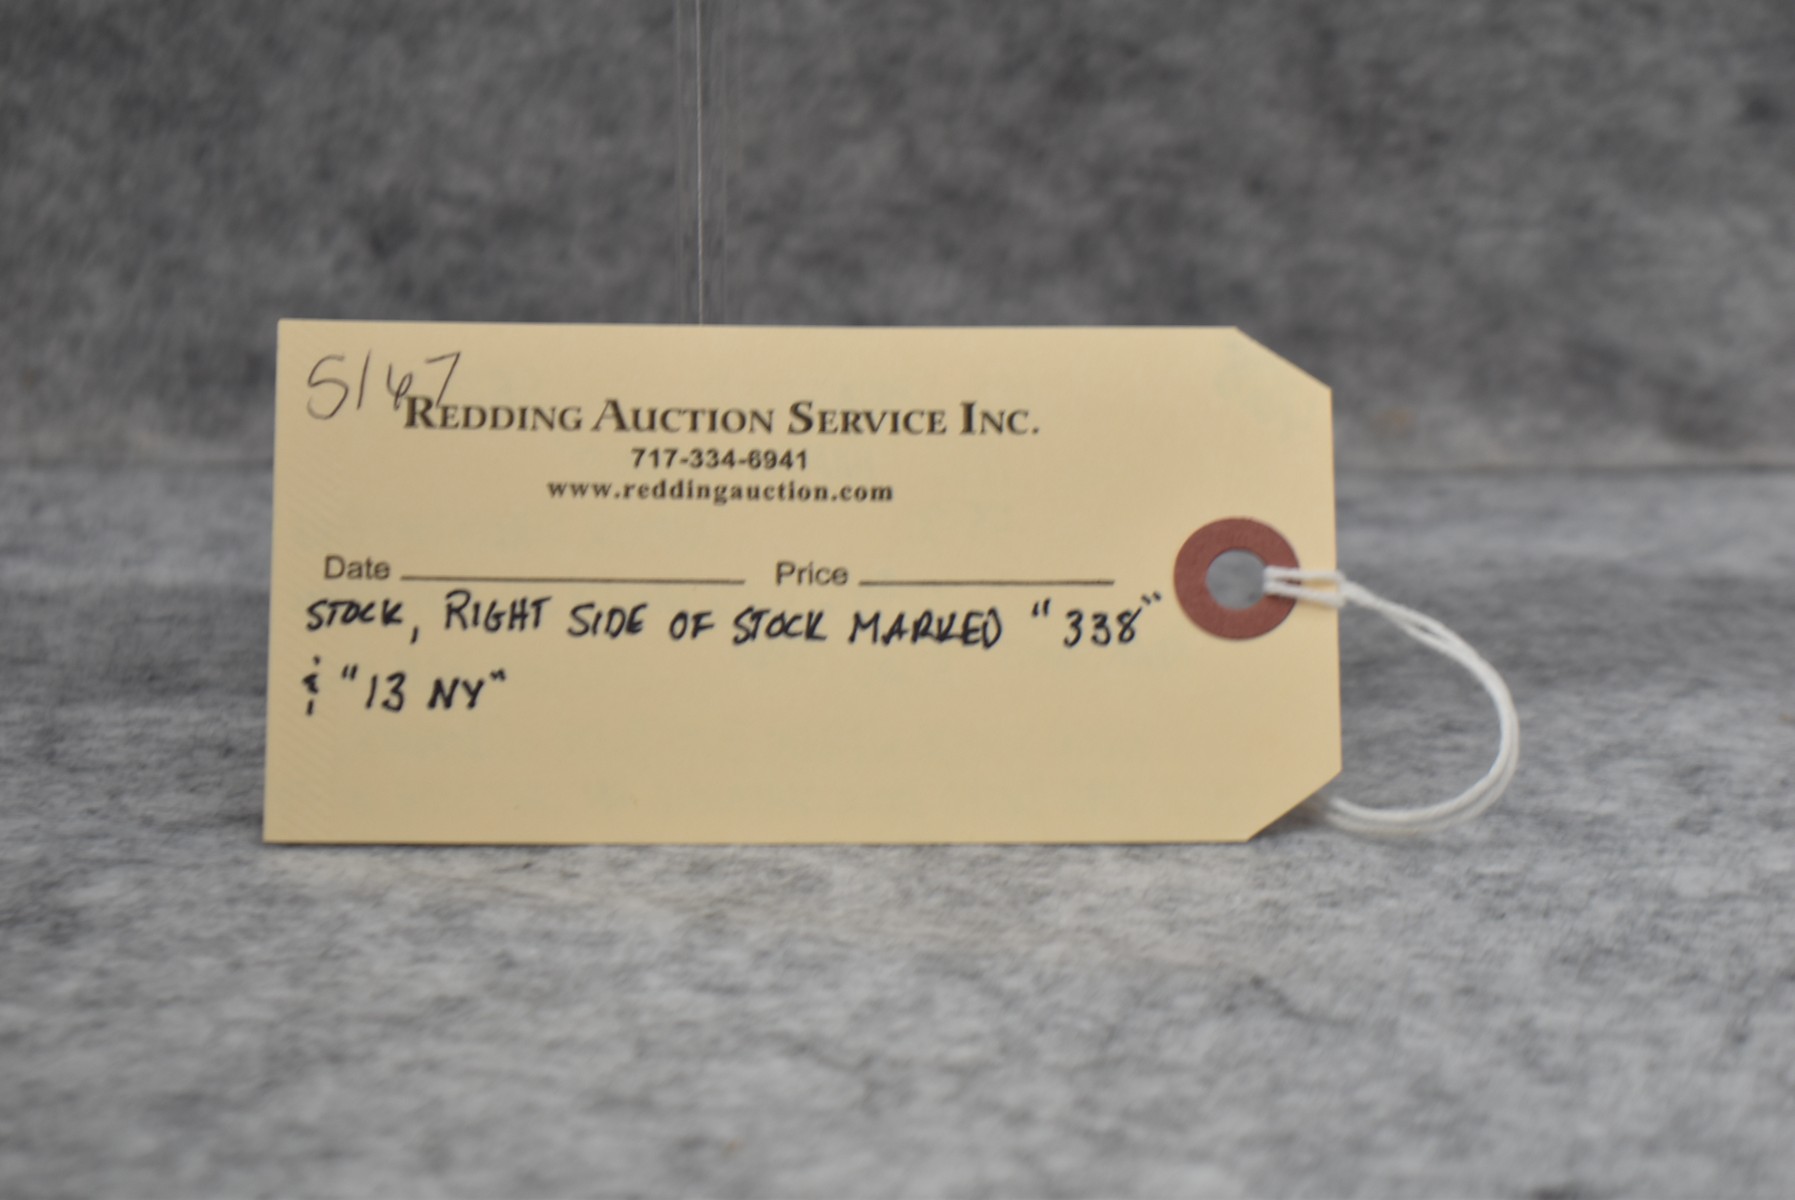 5167
REDDING AUCTION SERVICE INC.
717-334-6941
www.reddingauction.com
Date Price
STOCK, RIGHT SIDE OF STOCK MARKED "338"
& "13 NY"